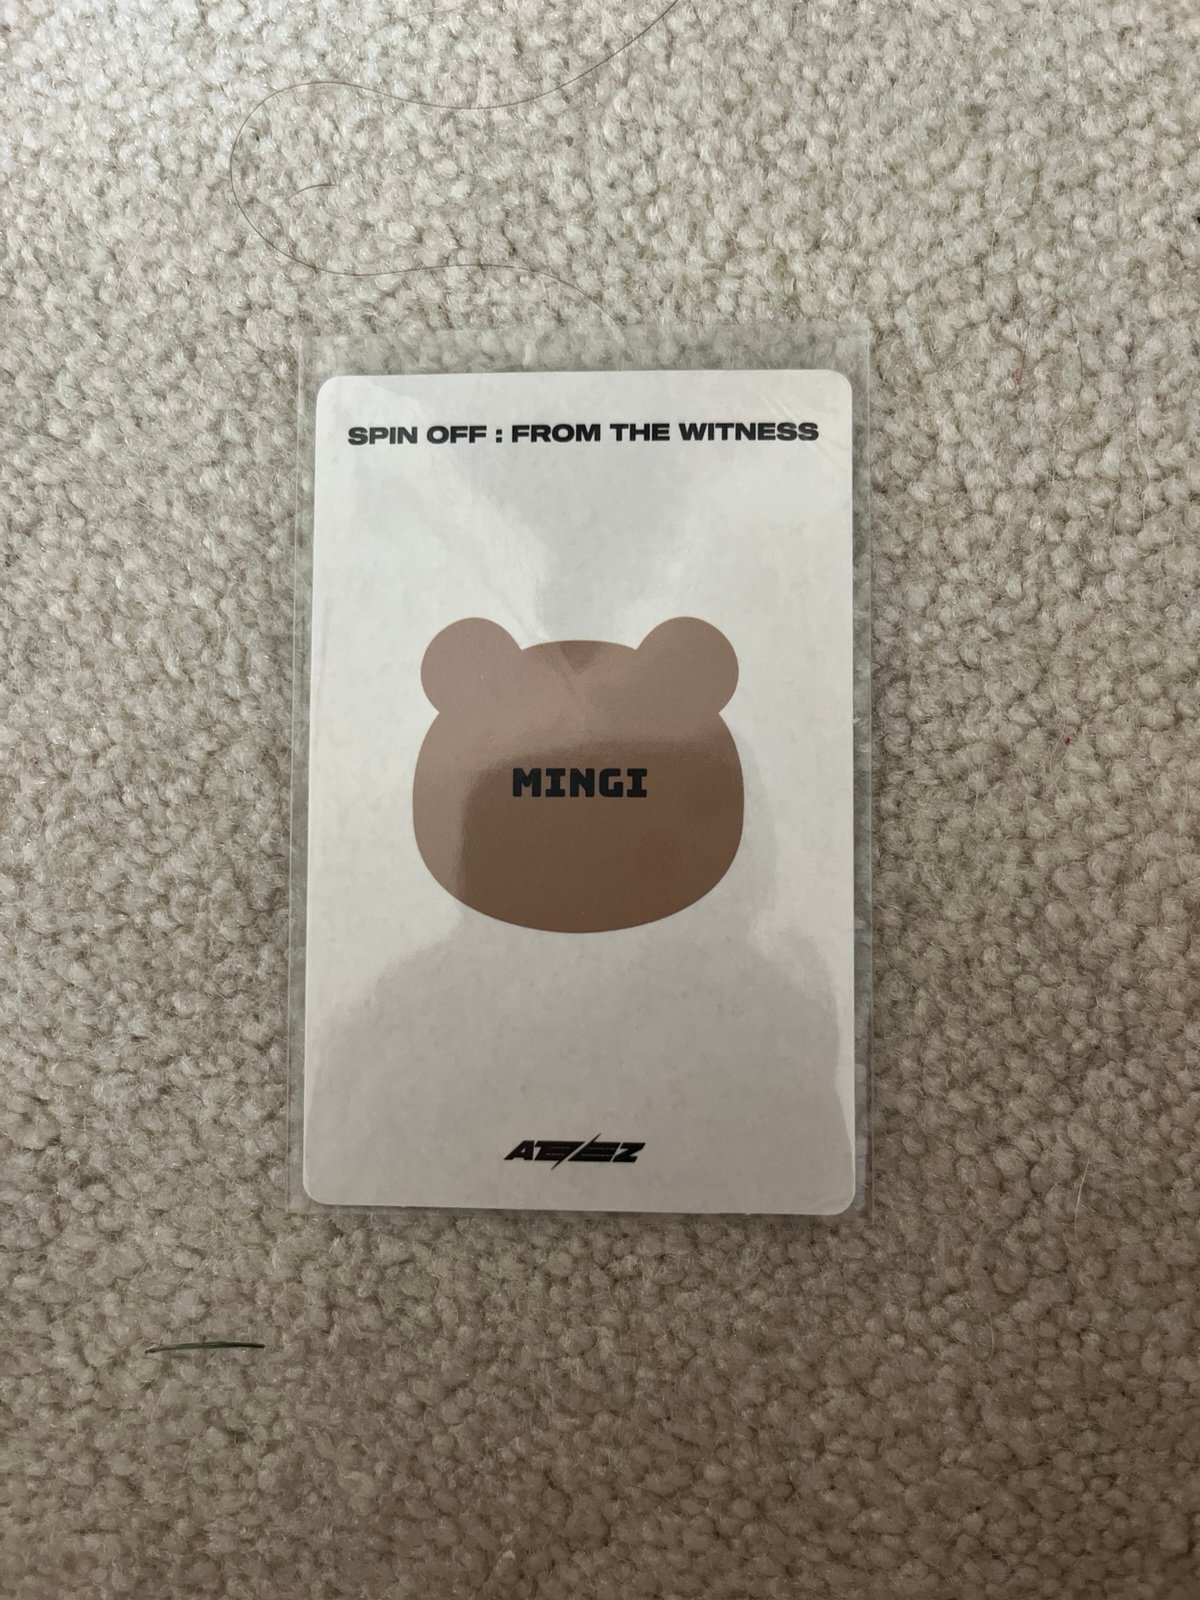 SPIN OFF : FROM THE WITNESS
MINGI
ATEEZ